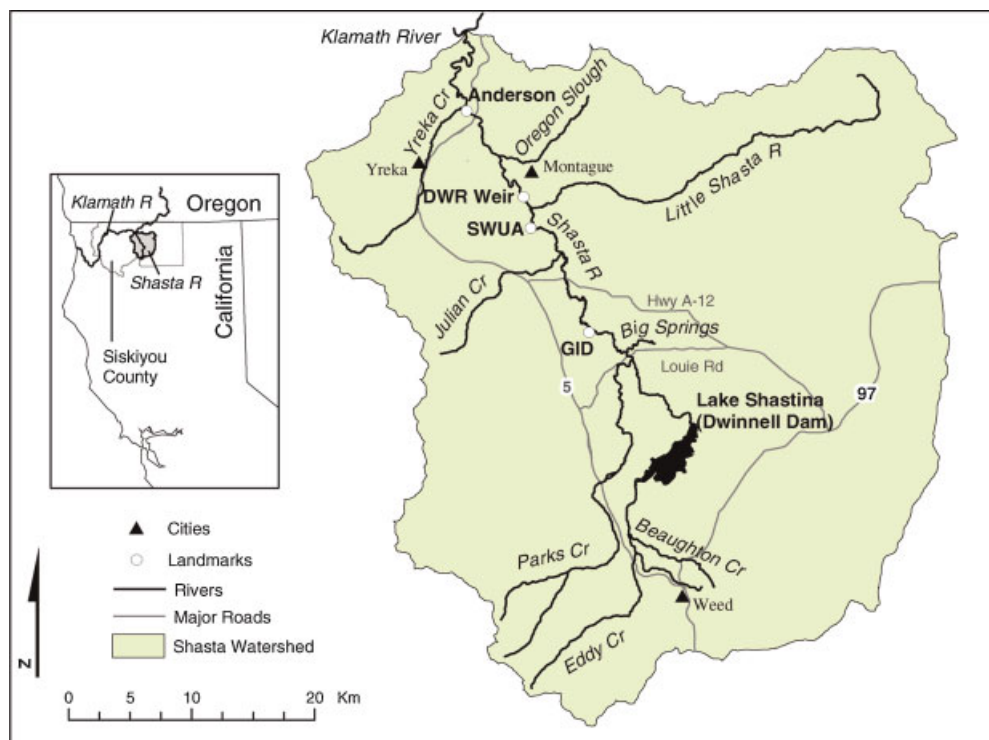 Klamath River
Anderson
Yreka Cr
Oregon Slough
Yreka
Montague
Little Shasta R
DWR Weir
SWUA
Shasta R
Julian Cr
Hwy A-12
Big Springs
GID
Louie Rd
5
97
Lake Shastina
(Dwinnell Dam)
Parks Cr
Beaughton Cr
Weed
Eddy Cr
Klamath R
Oregon
Shasta R
California
Siskiyou
County
Cities
Landmarks
Rivers
Major Roads
Shasta Watershed
N
0 5 10 20 Km